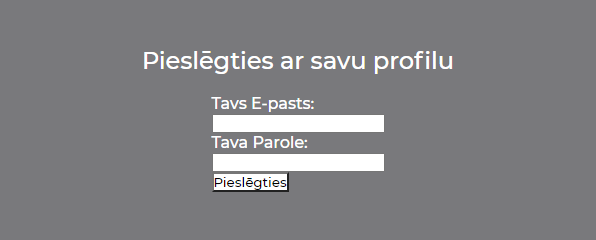 Pieslēgties ar savu profilu
Tavs E-pasts:
Tava Parole:
Pieslēgties